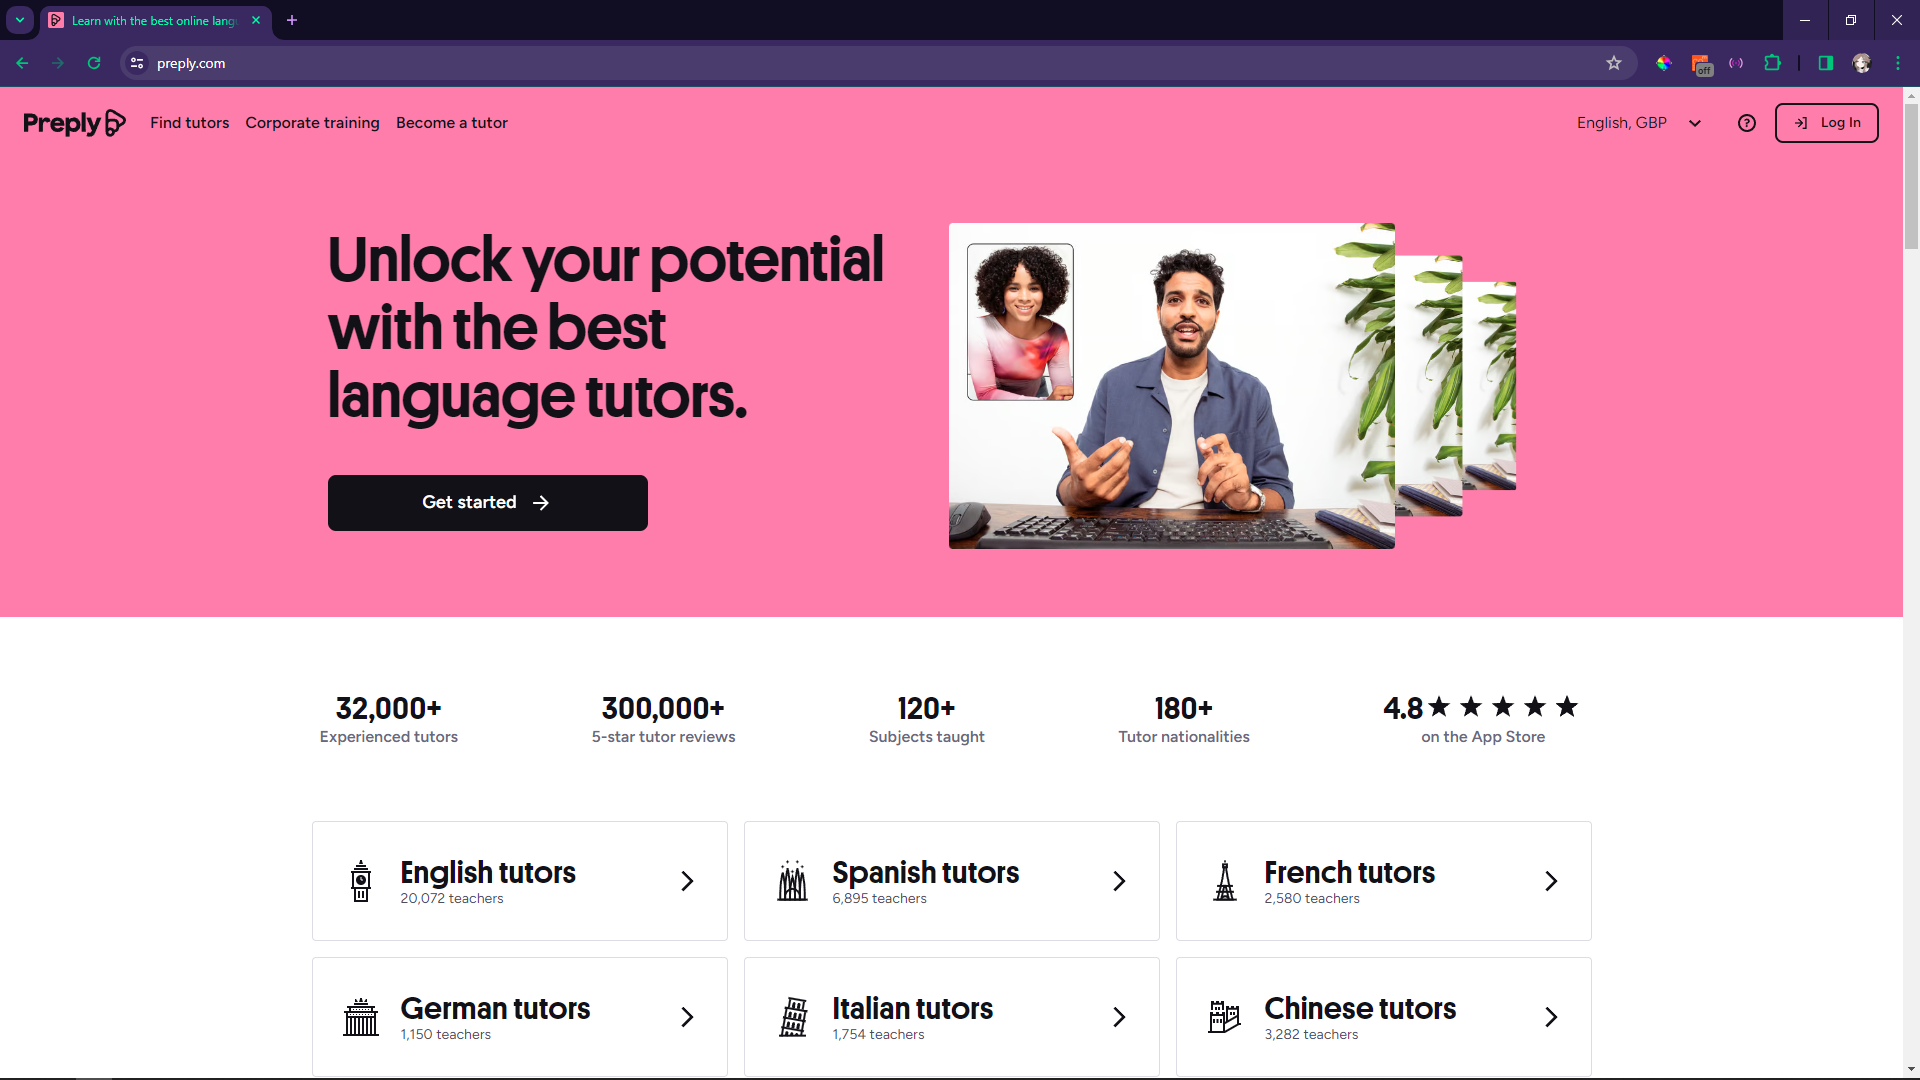 Learn with the best online lang
preply.com
off
Preply
Find tutors
Corporate training
Become a tutor
English, GBP
Log In
Unlock your potential
with the best
language tutors.
Get started
32,000+
Experienced tutors
300,000+
5-star tutor reviews
120+
Subjects taught
180+
Tutor nationalities
4.8
on the App Store
English tutors
20,072 teachers
Spanish tutors
6,895 teachers
French tutors
2,580 teachers
German tutors
1,150 teachers
Italian tutors
1,754 teachers
Chinese tutors
3,282 teachers